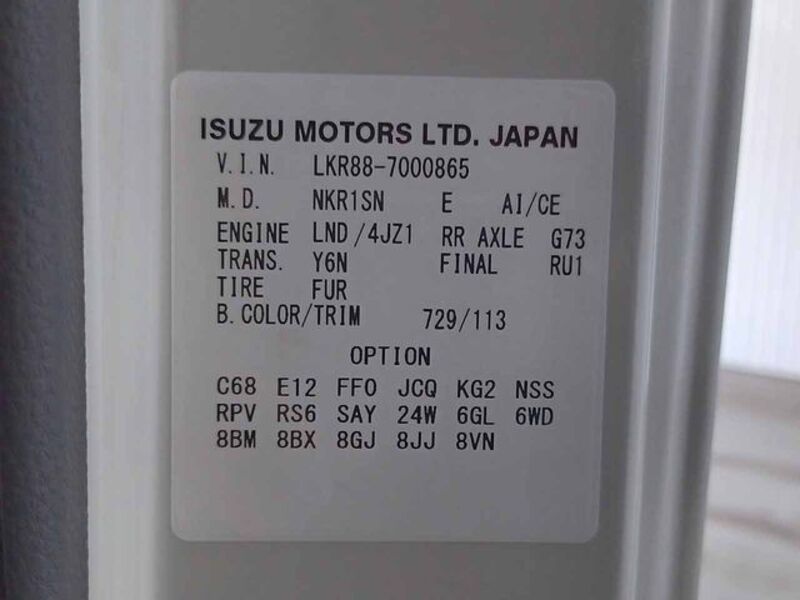 ISUZU MOTORS LTD. JAPAN
V.I.N. LKR88-7000865
M.D. NKR1SN E AI/CE
ENGINE LND/4JZ1 RR AXLE G73
TRANS. Y6N FINAL RU1
TIRE FUR
B.COLOR/TRIM 729/113
OPTION
C68 E12 FF0 JCQ KG2 NSS
RPV RS6 SAY 24W 6GL 6WD
8BM 8BX 8GJ 8JJ 8VN